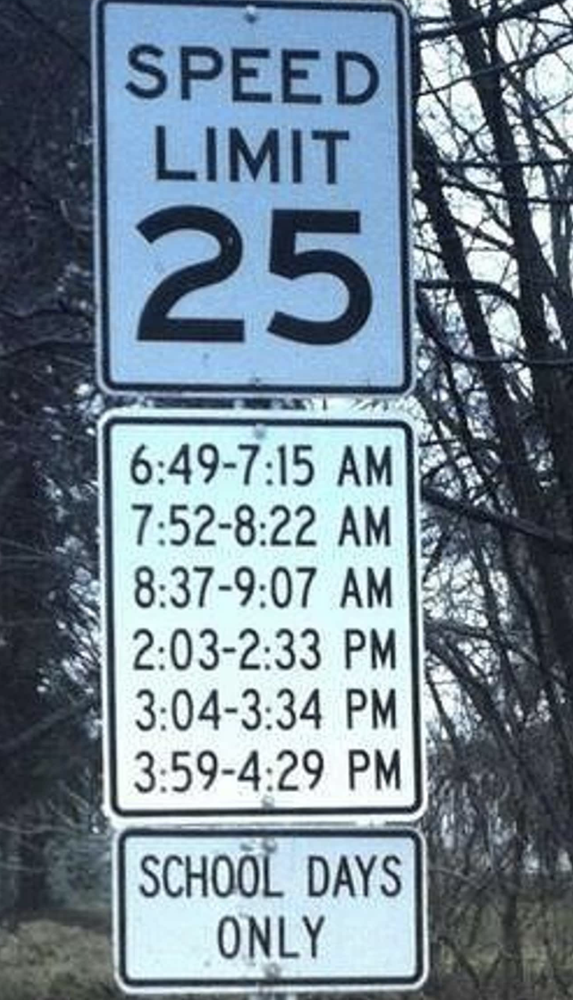 SPEED
LIMIT
25
6:49-7:15 AM
7:52-8:22 AM
8:37-9:07 AM
2:03-2:33 PM
3:04-3:34 PM
3:59-4:29 PM
SCHOOL DAYS
ONLY